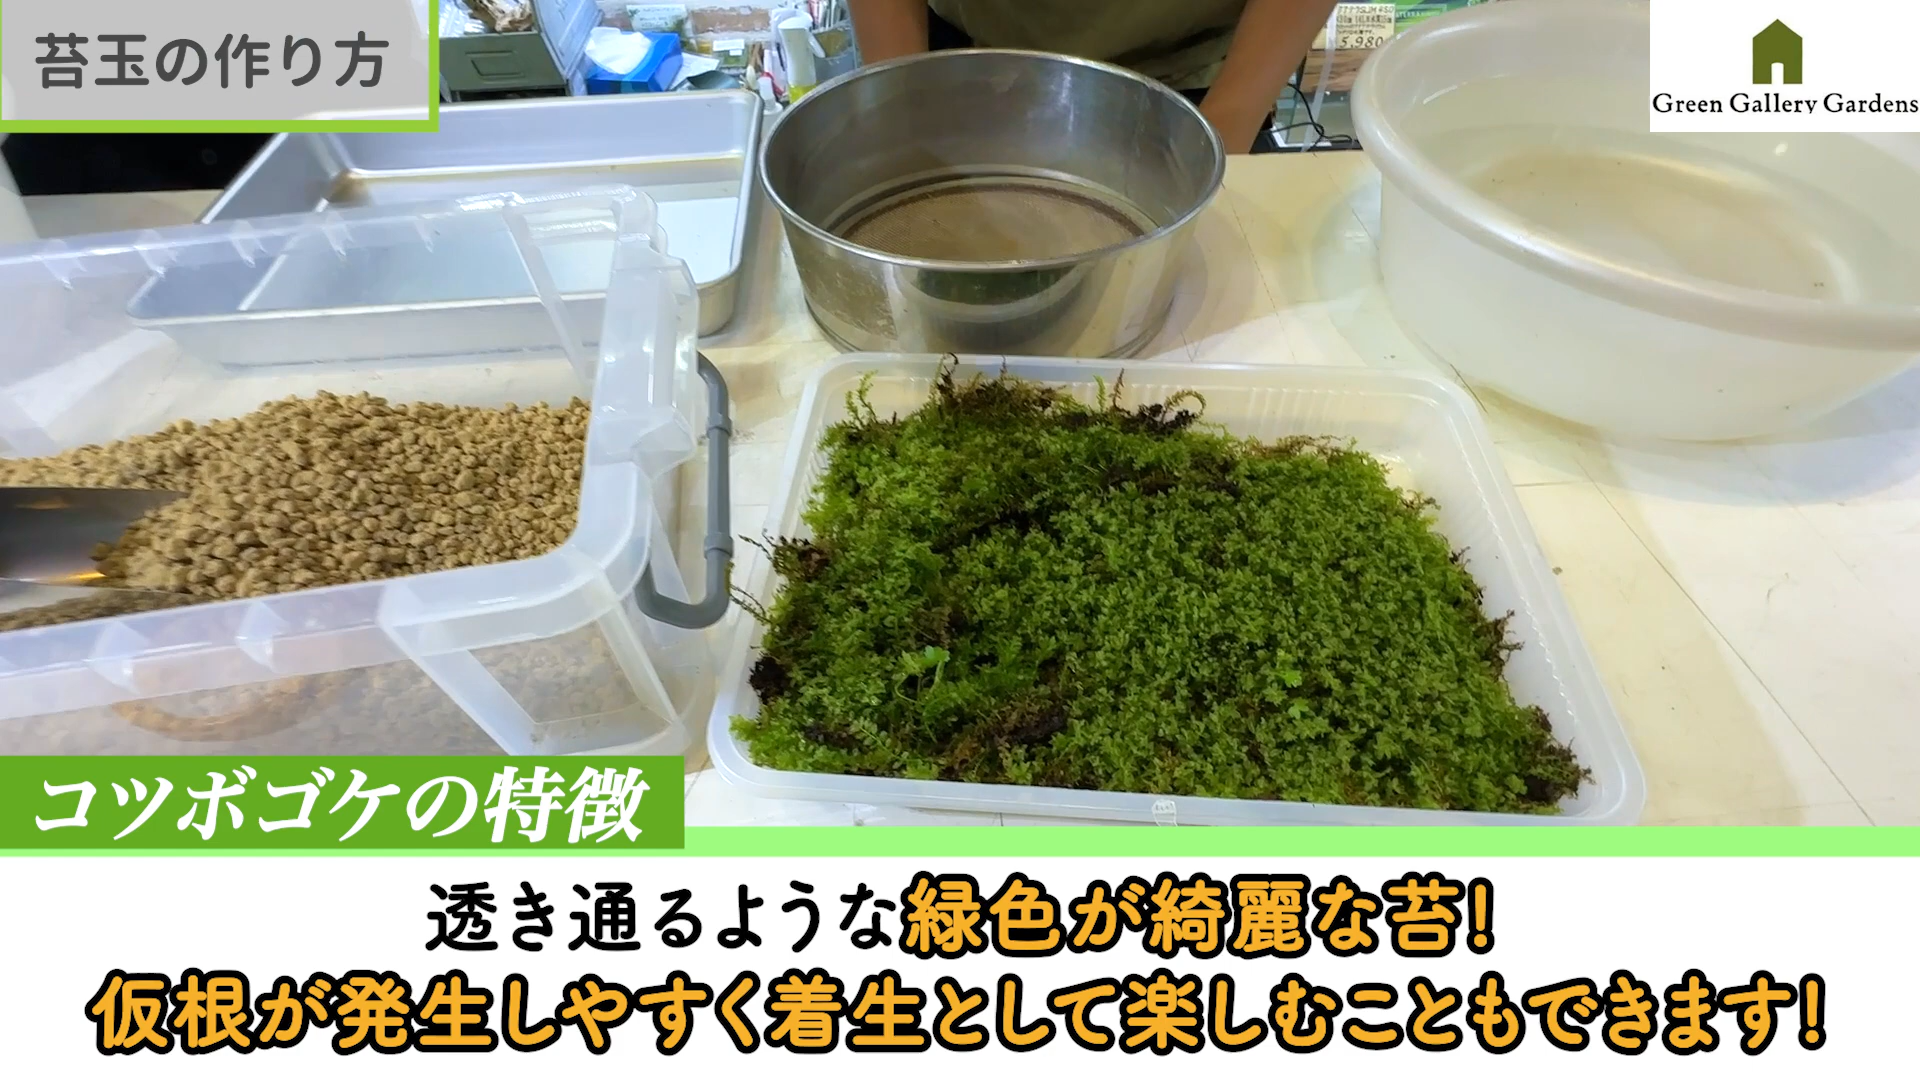 苔玉の作り方
5,980
Green Gallery Gardens
コツボゴケの特徴
透き通るような緑色が綺麗な苔!
仮根が発生しやすく着生として楽しむこともできます!